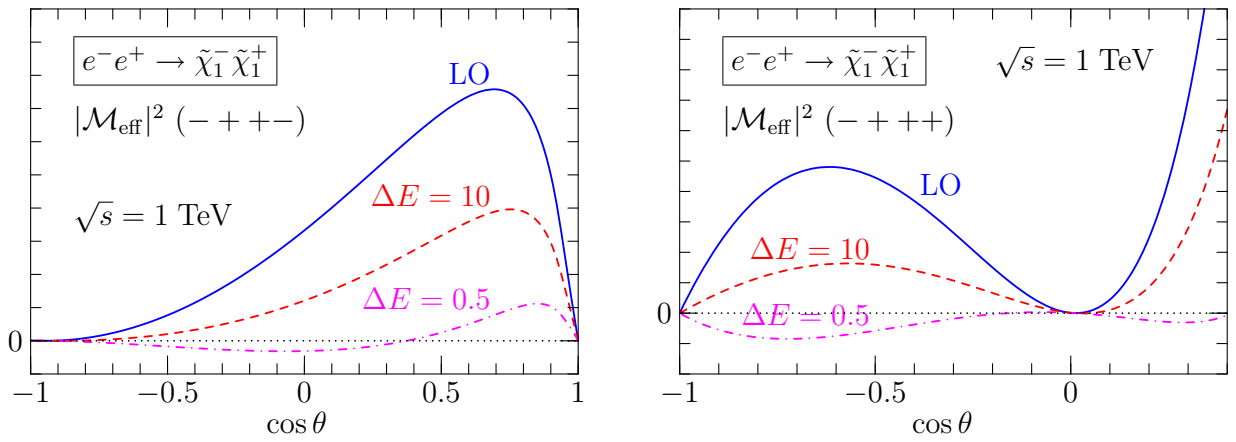 e⁻e⁺ → χ̃₁⁻χ̃₁⁺
LO
|ℳ_eff|² (− + +−)
ΔE = 10
√s = 1 TeV
ΔE = 0.5
0
−1 −0.5 0 0.5 1
cos θ
e⁻e⁺ → χ̃₁⁻χ̃₁⁺
√s = 1 TeV
|ℳ_eff|² (− + ++)
LO
ΔE = 10
ΔE = 0.5
0
−1 −0.5 0
cos θ